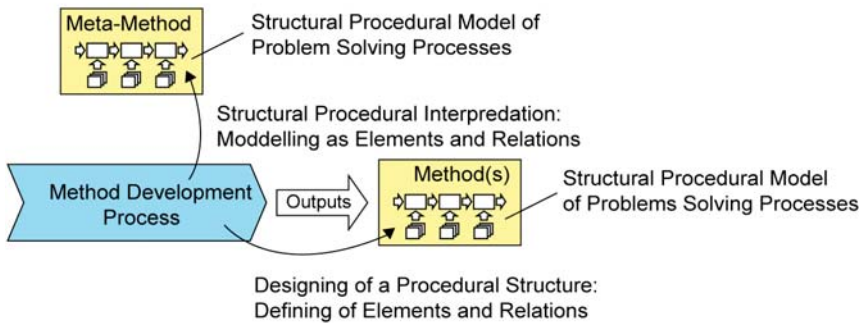 Meta-Method
Structural Procedural Model of
Problem Solving Processes
Structural Procedural Interpredation:
Moddelling as Elements and Relations
Method Development
Process
Outputs
Method(s)
Structural Procedural Model
of Problems Solving Processes
Designing of a Procedural Structure:
Defining of Elements and Relations